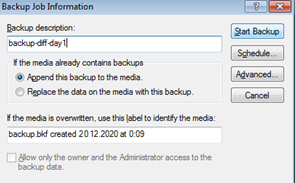 Backup Job Information
Backup description:
backup-diff-day1
Start Backup
If the media already contains backups
Schedule...
Append this backup to the media.
Advanced...
Replace the data on the media with this backup.
Cancel
If the media is overwritten, use this label to identify the media:
backup.bkf created 20.12.2020 at 0:09
Allow only the owner and the Administrator access to the
backup data.